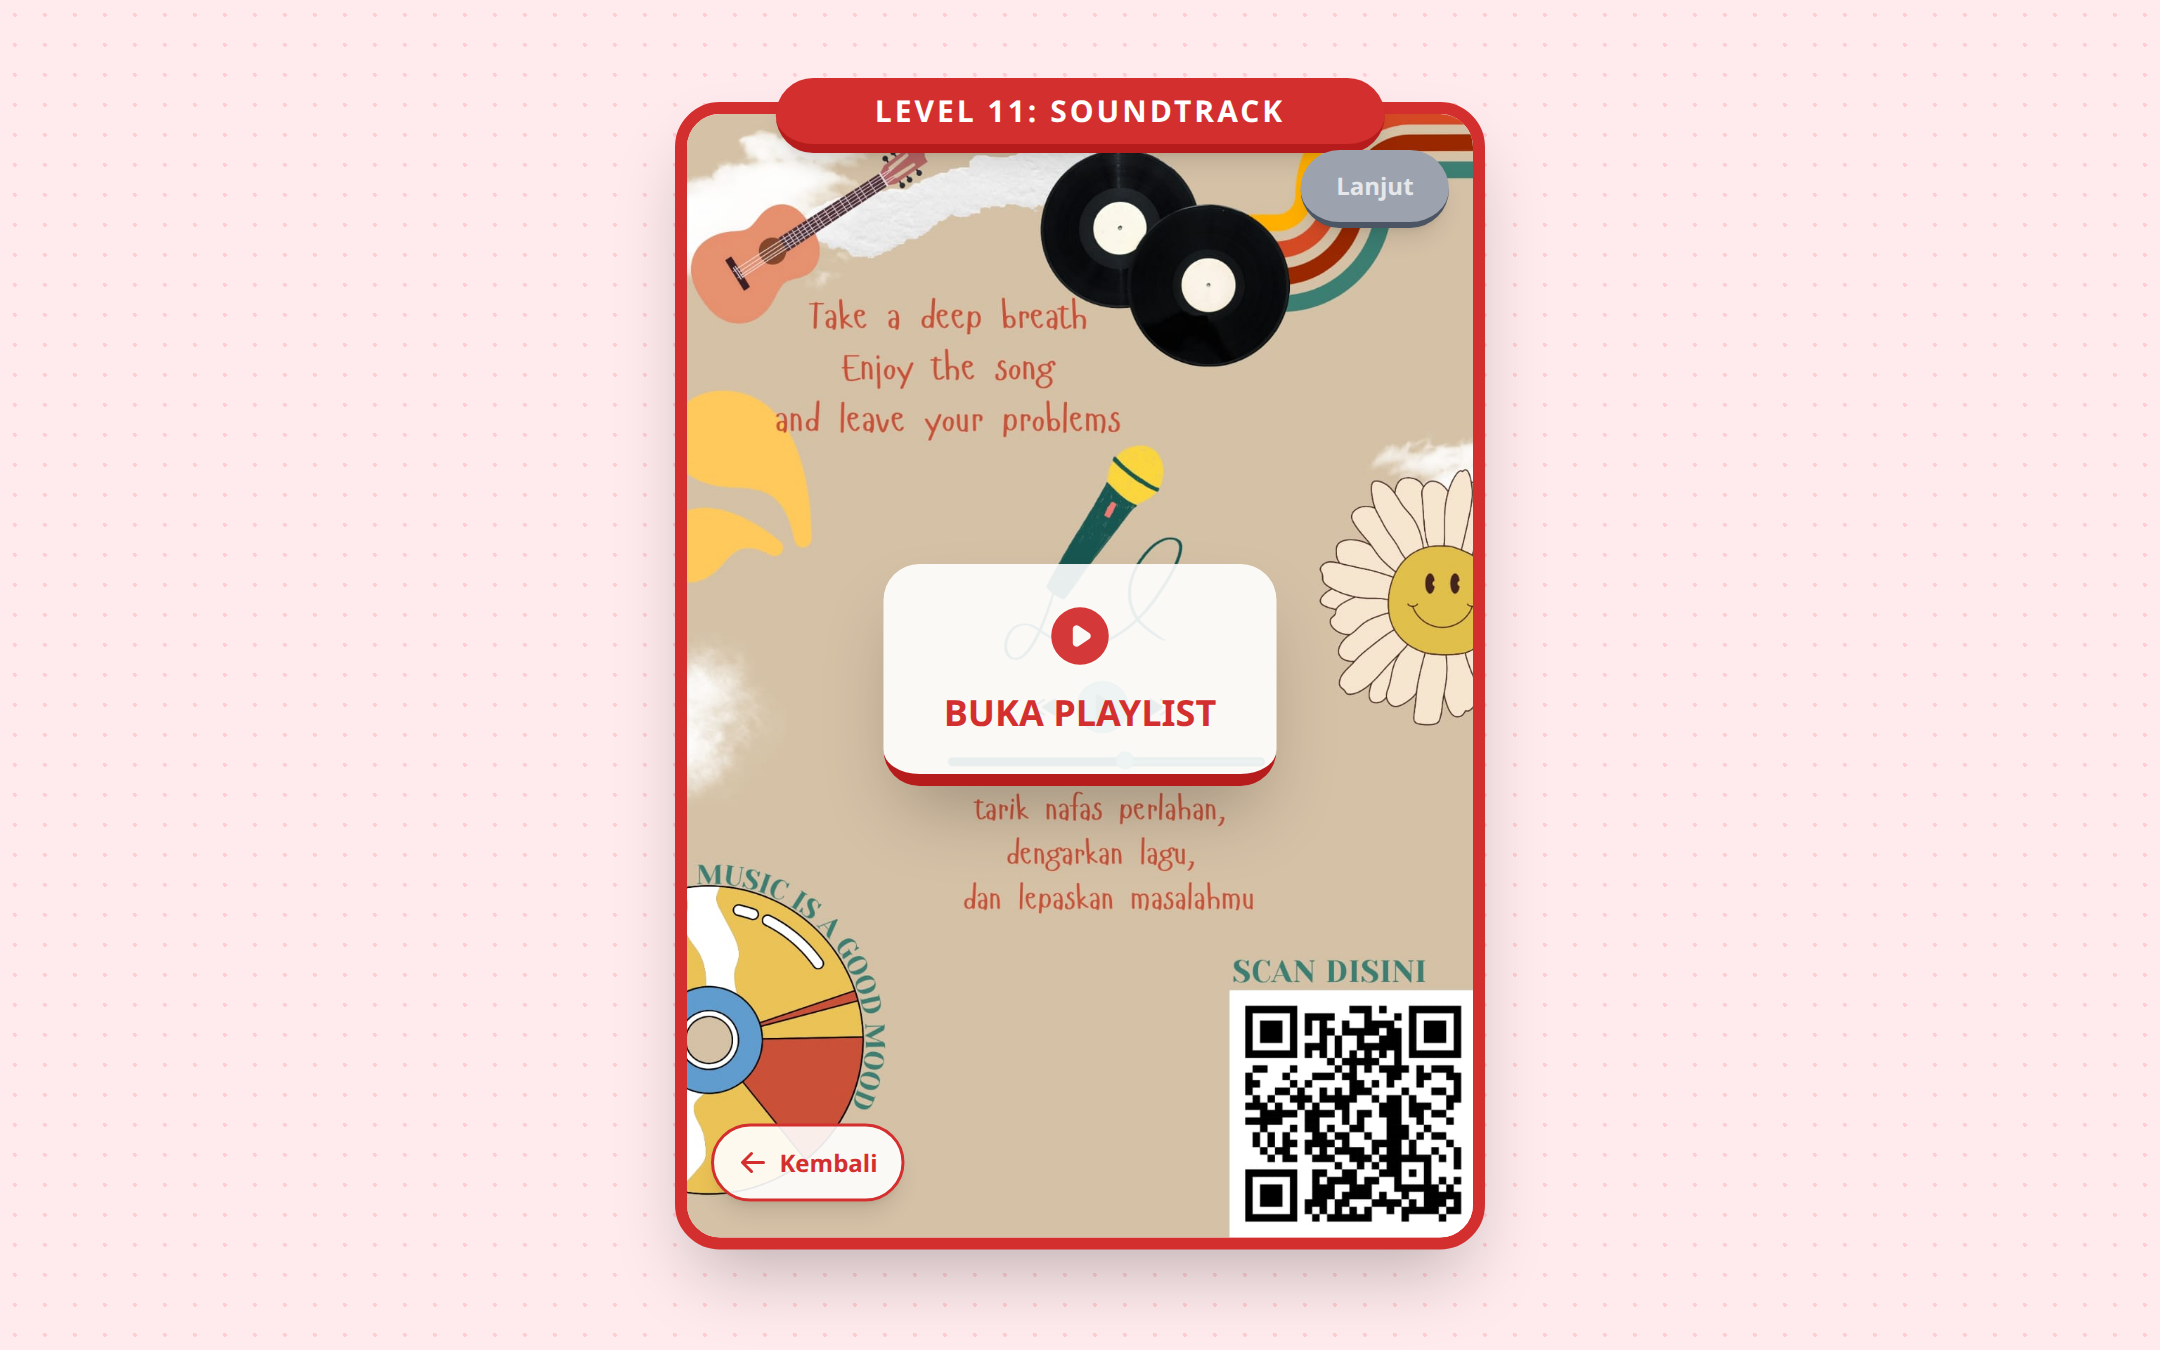 LEVEL 11: SOUNDTRACK
Lanjut
Take a deep breath
Enjoy the song
and leave your problems
BUKA PLAYLIST
tarik nafas perlahan,
dengarkan lagu,
dan lepaskan masalahmu
MUSIC IS A GOOD MOOD
SCAN DISINI
Kembali